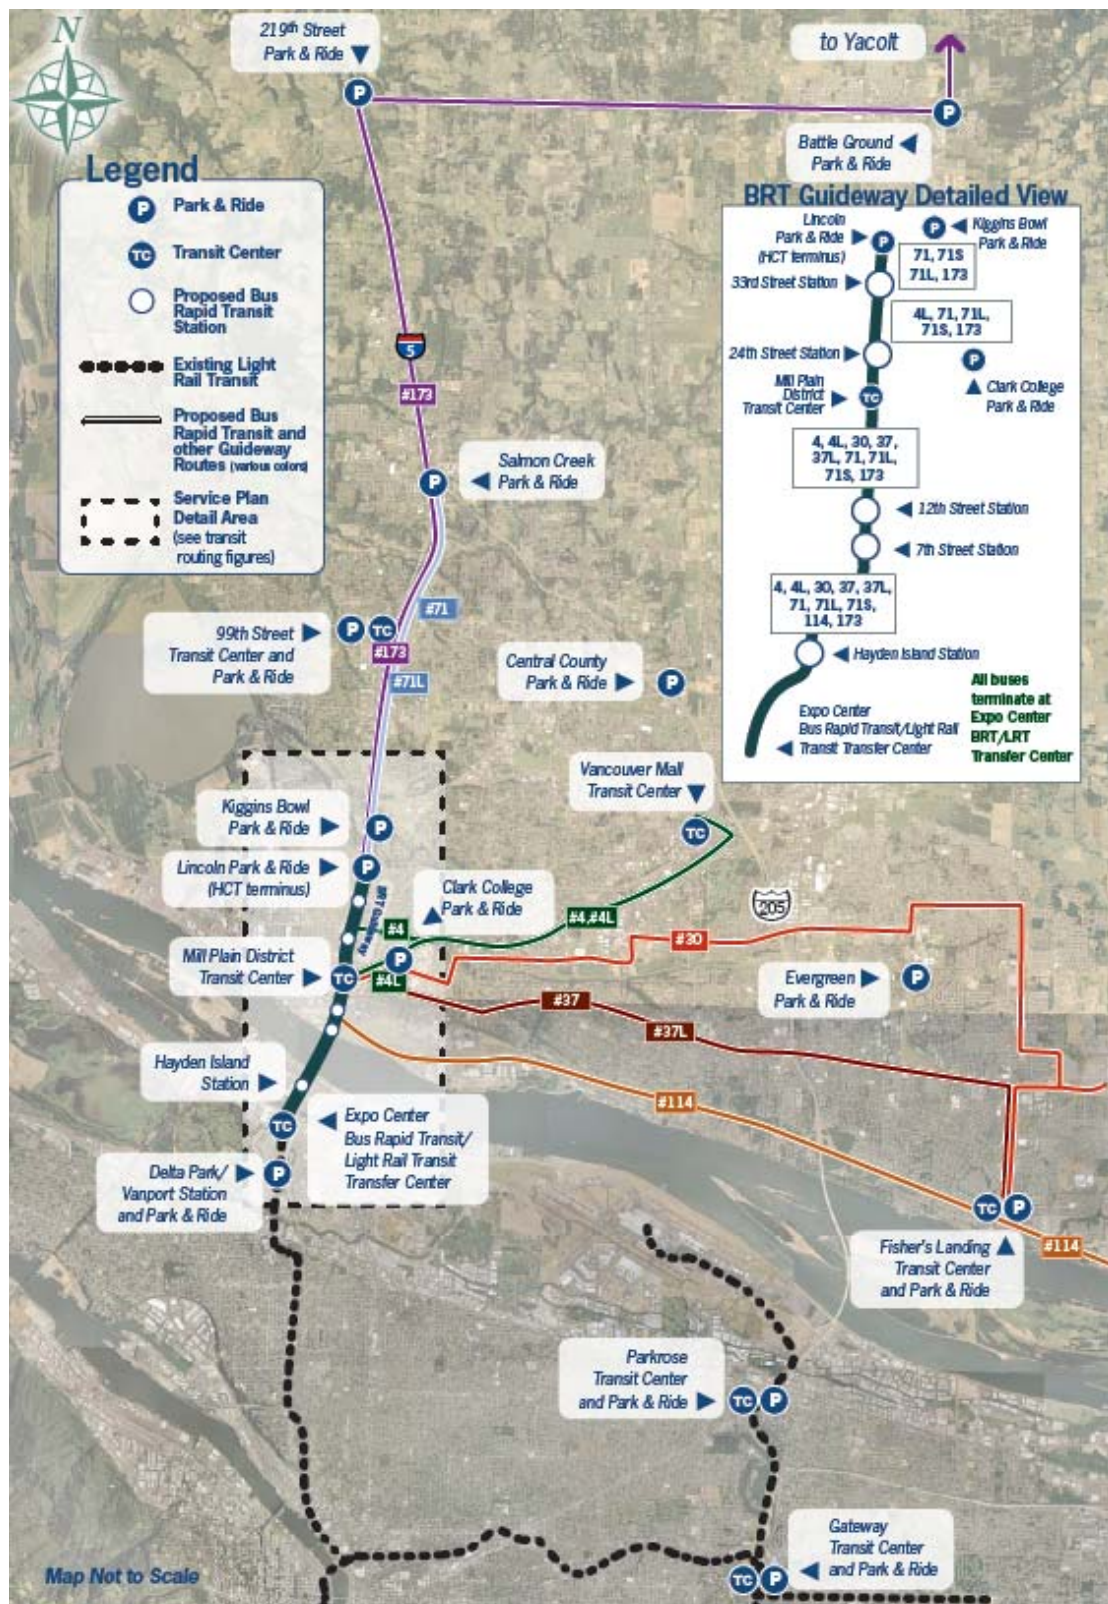 N
219th Street
Park & Ride
to Yacolt
Battle Ground
Park & Ride
Legend
P
Park & Ride
TC
Transit Center
Proposed Bus
Rapid Transit
Station
Existing Light
Rail Transit
Proposed Bus
Rapid Transit and
other Guideway
Routes (various colors)
Service Plan
Detail Area
(see transit
routing figures)
BRT Guideway Detailed View
Lincoln
Park & Ride
(HCT terminus)
Kiggins Bowl
Park & Ride
71, 71S
71L, 173
33rd Street Station
4L, 71, 71L,
71S, 173
24th Street Station
Mill Plain
District
Transit Center
TC
P
Clark College
Park & Ride
4, 4L, 30, 37,
37L, 71, 71L,
71S, 173
12th Street Station
7th Street Station
4, 4L, 30, 37, 37L,
71, 71L, 71S,
114, 173
Hayden Island Station
Expo Center
Bus Rapid Transit/Light Rail
Transit Transfer Center
All buses
terminate at
Expo Center
BRT/LRT
Transfer Center
5
#173
P
Salmon Creek
Park & Ride
#71
99th Street
Transit Center and
Park & Ride
P TC
#173
#71L
Central County
Park & Ride
P
Vancouver Mall
Transit Center
TC
Kiggins Bowl
Park & Ride
P
Lincoln Park & Ride
(HCT terminus)
P
BRT Guideway
Clark College
Park & Ride
#4
#4,#4L
205
#30
Mill Plain District
Transit Center
TC
P
#4L
Evergreen
Park & Ride
P
#37
#37L
Hayden Island
Station
#114
TC
Expo Center
Bus Rapid Transit/
Light Rail Transit
Transfer Center
Delta Park/
Vanport Station
and Park & Ride
P
TC P
Fisher's Landing
Transit Center
and Park & Ride
#114
Parkrose
Transit Center
and Park & Ride
TC P
Gateway
Transit Center
and Park & Ride
TC P
Map Not to Scale